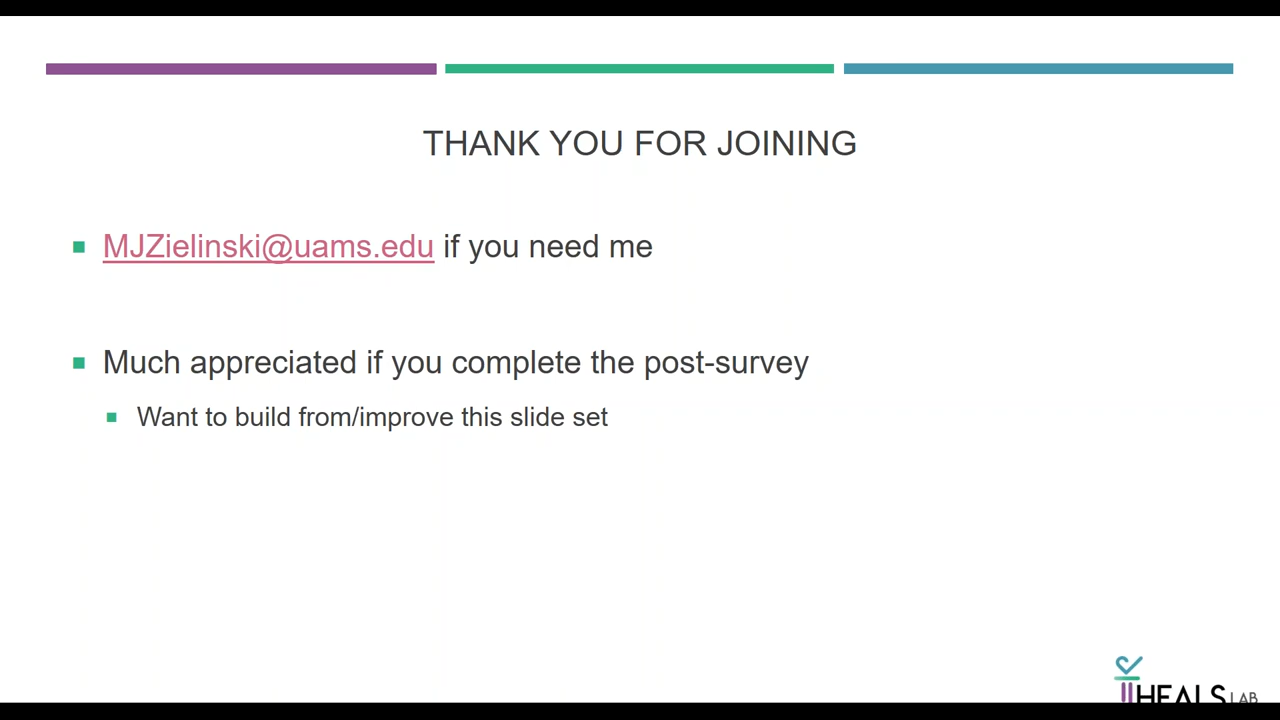 THANK YOU FOR JOINING
MJZielinski@uams.edu if you need me
Much appreciated if you complete the post-survey
Want to build from/improve this slide set
HEALS LAB